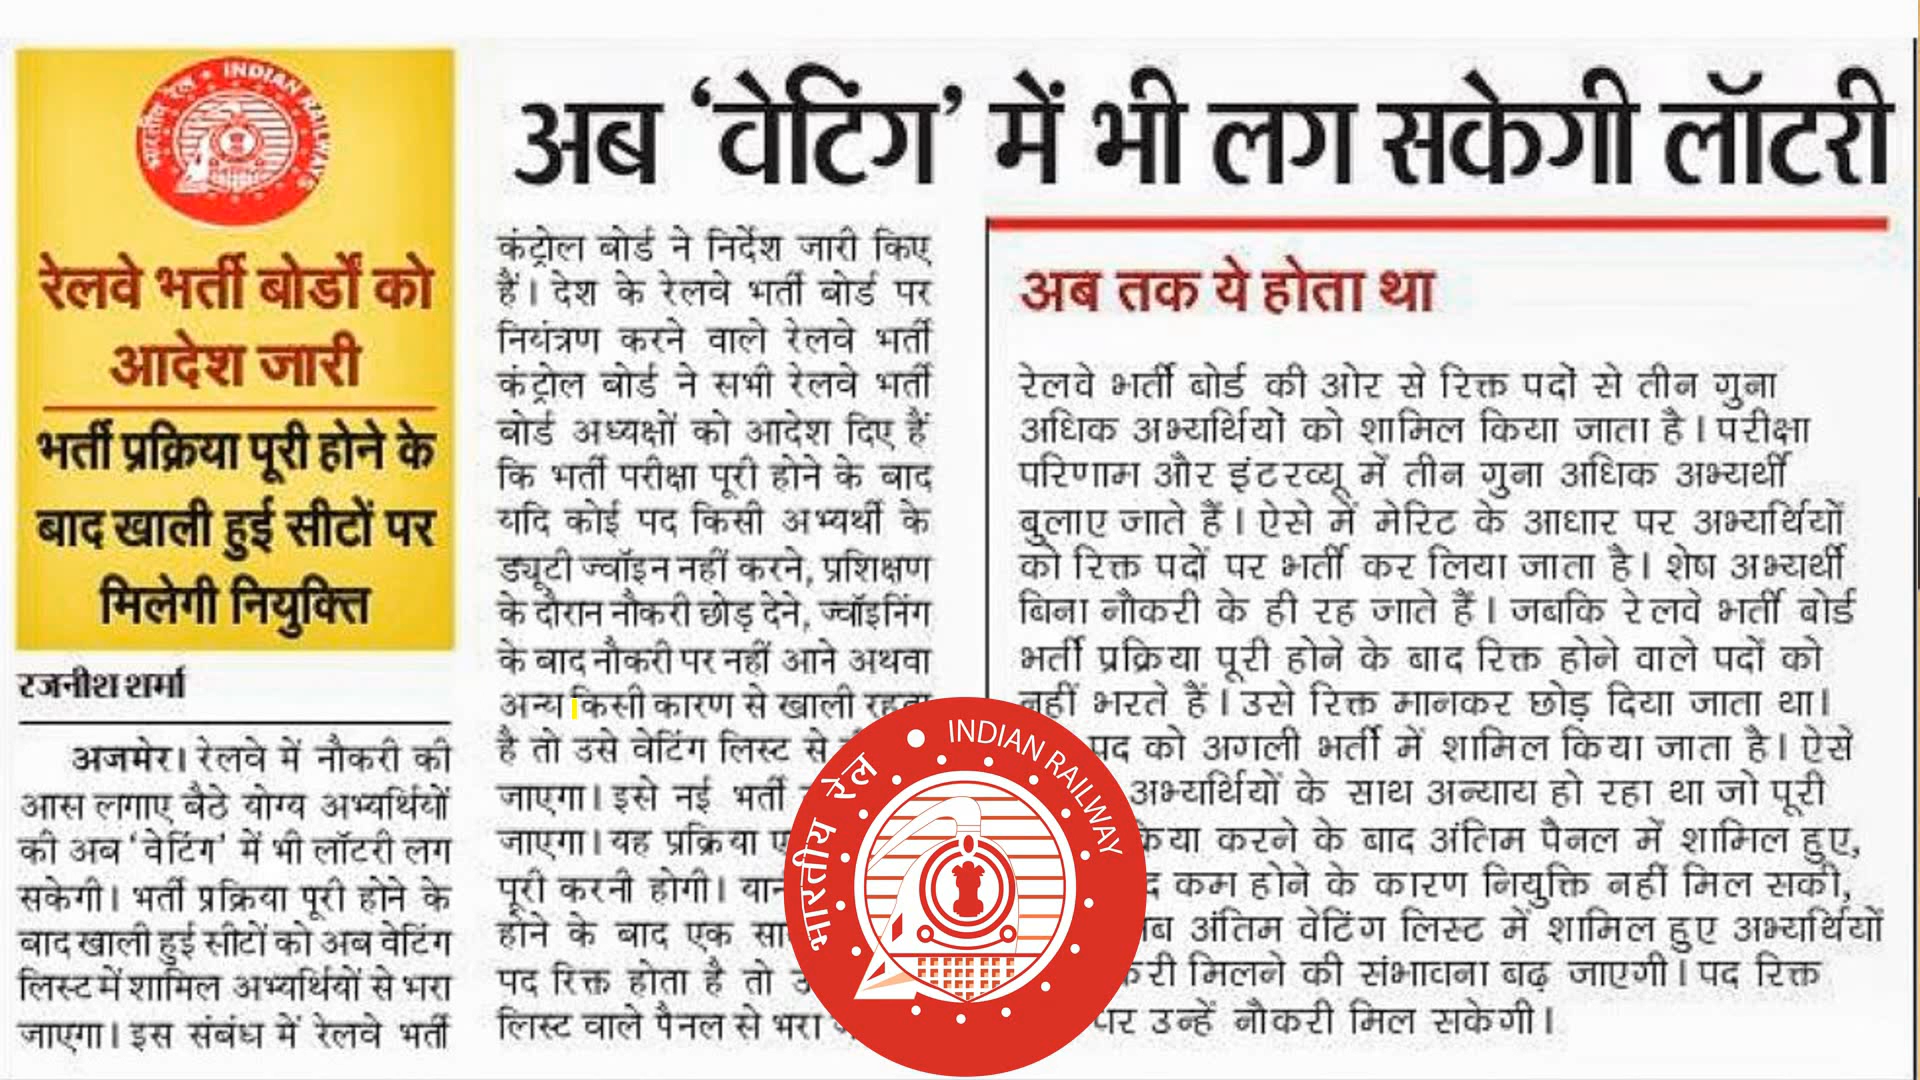 भारतीय रेल INDIAN RAILWAYS
रेलवे भर्ती बोर्डों को
आदेश जारी
भर्ती प्रक्रिया पूरी होने के
बाद खाली हुई सीटों पर
मिलेगी नियुक्ति
रजनीश शर्मा
अजमेर। रेलवे में नौकरी की
आस लगाए बैठे योग्य अभ्यर्थियों
की अब ‘वेटिंग’ में भी लॉटरी लग
सकेगी। भर्ती प्रक्रिया पूरी होने के
बाद खाली हुई सीटों को अब वेटिंग
लिस्ट में शामिल अभ्यर्थियों से भरा
जाएगा। इस संबंध में रेलवे भर्ती
अब ‘वेटिंग’ में भी लग सकेगी लॉटरी
कंट्रोल बोर्ड ने निर्देश जारी किए
हैं। देश के रेलवे भर्ती बोर्ड पर
नियंत्रण करने वाले रेलवे भर्ती
कंट्रोल बोर्ड ने सभी रेलवे भर्ती
बोर्ड अध्यक्षों को आदेश दिए हैं
कि भर्ती परीक्षा पूरी होने के बाद
यदि कोई पद किसी अभ्यर्थी के
ड्यूटी ज्वॉइन नहीं करने, प्रशिक्षण
के दौरान नौकरी छोड़ देने, ज्वॉइनिंग
के बाद नौकरी पर नहीं आने अथवा
अन्य किसी कारण से खाली रहता
है तो उसे वेटिंग लिस्ट से
जाएगा। इसे नई भर्ती
जाएगा। यह प्रक्रिया
पूरी करनी होगी।
होने के बाद एक
पद रिक्त होता है तो
लिस्ट वाले पैनल से भरा
अब तक ये होता था
रेलवे भर्ती बोर्ड की ओर से रिक्त पदों से तीन गुना
अधिक अभ्यर्थियों को शामिल किया जाता है। परीक्षा
परिणाम और इंटरव्यू में तीन गुना अधिक अभ्यर्थी
बुलाए जाते हैं। ऐसे में मेरिट के आधार पर अभ्यर्थियों
को रिक्त पदों पर भर्ती कर लिया जाता है। शेष अभ्यर्थी
बिना नौकरी के ही रह जाते हैं। जबकि रेलवे भर्ती बोर्ड
भर्ती प्रक्रिया पूरी होने के बाद रिक्त होने वाले पदों को
नहीं भरते हैं। उसे रिक्त मानकर छोड़ दिया जाता था।
पद को अगली भर्ती में शामिल किया जाता है। ऐसे
अभ्यर्थियों के साथ अन्याय हो रहा था जो पूरी
करने के बाद अंतिम पैनल में शामिल हुए,
कम होने के कारण नियुक्ति नहीं मिल सकी,
अंतिम वेटिंग लिस्ट में शामिल हुए अभ्यर्थियों
मिलने की संभावना बढ़ जाएगी। पद रिक्त
पर उन्हें नौकरी मिल सकेगी।
भारतीय रेल INDIAN RAILWAY